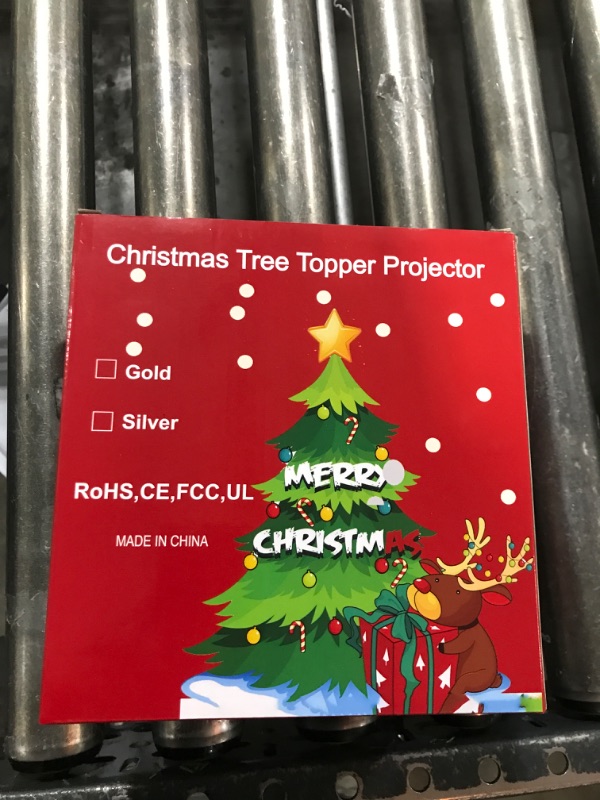 Christmas Tree Topper Projector
Gold
Silver
RoHS,CE,FCC,UL
MADE IN CHINA
MERRY
CHRISTMAS